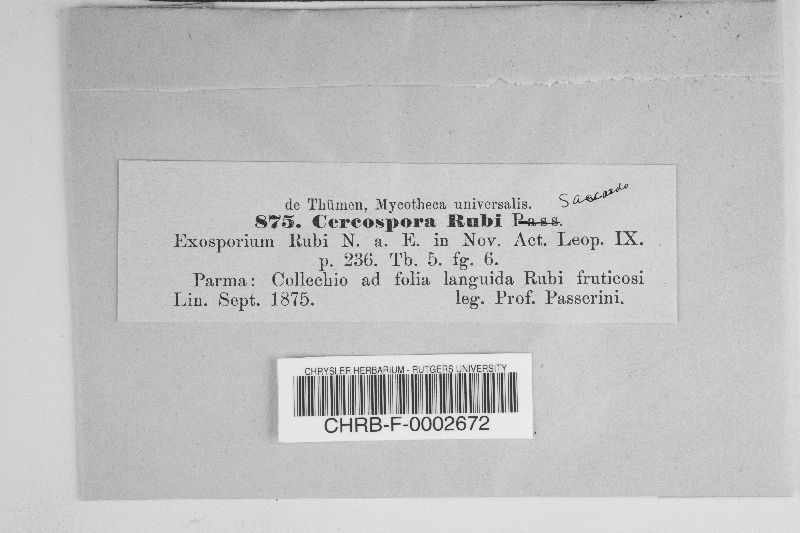 de Thümen, Mycotheca universalis. Saccardo
875. Cercospora Rubi Pass.
Exosporium Rubi N. a. E. in Nov. Act. Leop. IX.
p. 236. Tb. 5. fg. 6.
Parma: Collechio ad folia languida Rubi fruticosi
Lin. Sept. 1875. leg. Prof. Passerini.
CHRYSLER HERBARIUM - RUTGERS UNIVERSITY
CHRB-F-0002672